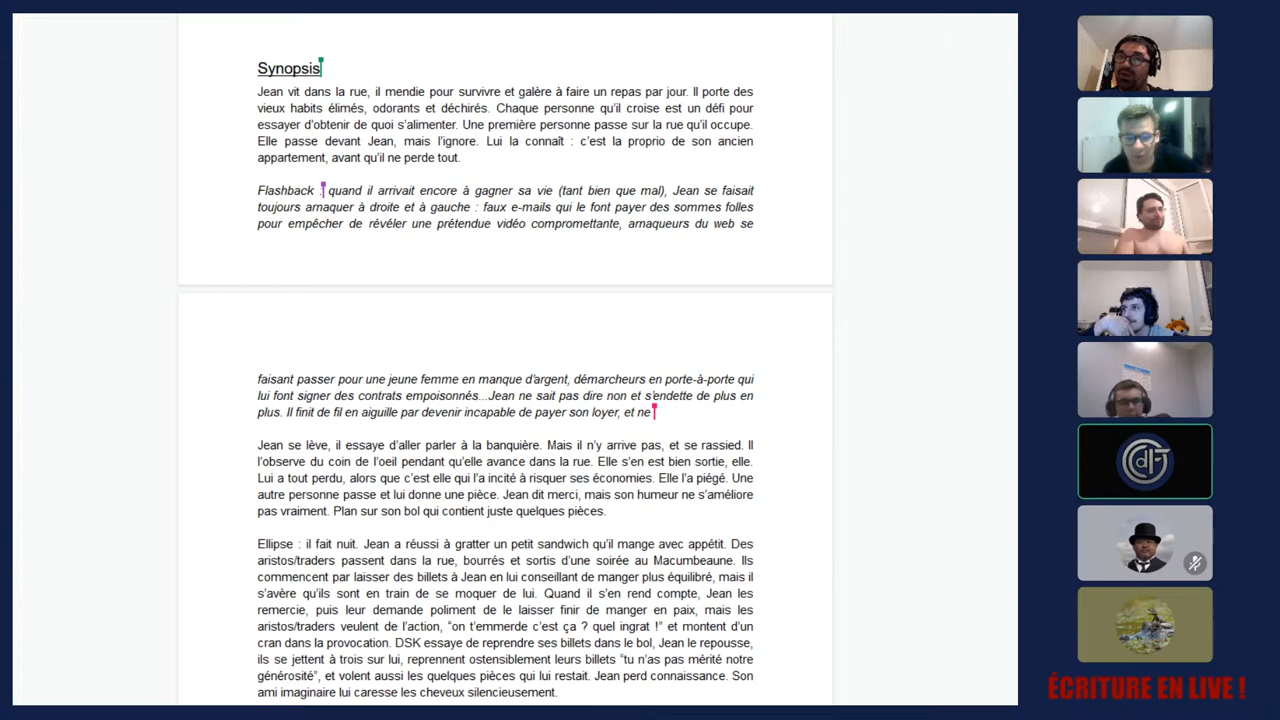 Synopsis
Jean vit dans la rue, il mendie pour survivre et galère à faire un repas par jour. Il porte des
vieux habits élimés, odorants et déchirés. Chaque personne qu'il croise est un défi pour
essayer d'obtenir de quoi s'alimenter. Une première personne passe sur la rue qu'il occupe.
Elle passe devant Jean, mais l'ignore. Lui la connaît : c'est la proprio de son ancien
appartement, avant qu'il ne perde tout.
Flashback : quand il arrivait encore à gagner sa vie (tant bien que mal), Jean se faisait
toujours arnaquer à droite et à gauche : faux e-mails qui le font payer des sommes folles
pour empêcher de révéler une prétendue vidéo compromettante, arnaqueurs du web se
faisant passer pour une jeune femme en manque d'argent, démarcheurs en porte-à-porte qui
lui font signer des contrats empoisonnés...Jean ne sait pas dire non et s'endette de plus en
plus. Il finit de fil en aiguille par devenir incapable de payer son loyer, et ne
Jean se lève, il essaye d'aller parler à la banquière. Mais il n'y arrive pas, et se rassied. Il
l'observe du coin de l'oeil pendant qu'elle avance dans la rue. Elle s'en est bien sortie, elle.
Lui a tout perdu, alors que c'est elle qui l'a incité à risquer ses économies. Elle l'a piégé. Une
autre personne passe et lui donne une pièce. Jean dit merci, mais son humeur ne s'améliore
pas vraiment. Plan sur son bol qui contient juste quelques pièces.
Ellipse : il fait nuit. Jean a réussi à gratter un petit sandwich qu'il mange avec appétit. Des
aristos/traders passent dans la rue, bourrés et sortis d'une soirée au Macumbeaune. Ils
commencent par laisser des billets à Jean en lui conseillant de manger plus équilibré, mais il
s'avère qu'ils sont en train de se moquer de lui. Quand il s'en rend compte, Jean les
remercie, puis leur demande poliment de le laisser finir de manger en paix, mais les
aristos/traders veulent de l'action, “on t'emmerde c'est ça ? quel ingrat !” et montent d'un
cran dans la provocation. DSK essaye de reprendre ses billets dans le bol, Jean le repousse,
ils se jettent à trois sur lui, reprennent ostensiblement leurs billets “tu n'as pas mérité notre
générosité”, et volent aussi les quelques pièces qui lui restait. Jean perd connaissance. Son
ami imaginaire lui caresse les cheveux silencieusement.
ÉCRITURE EN LIVE !